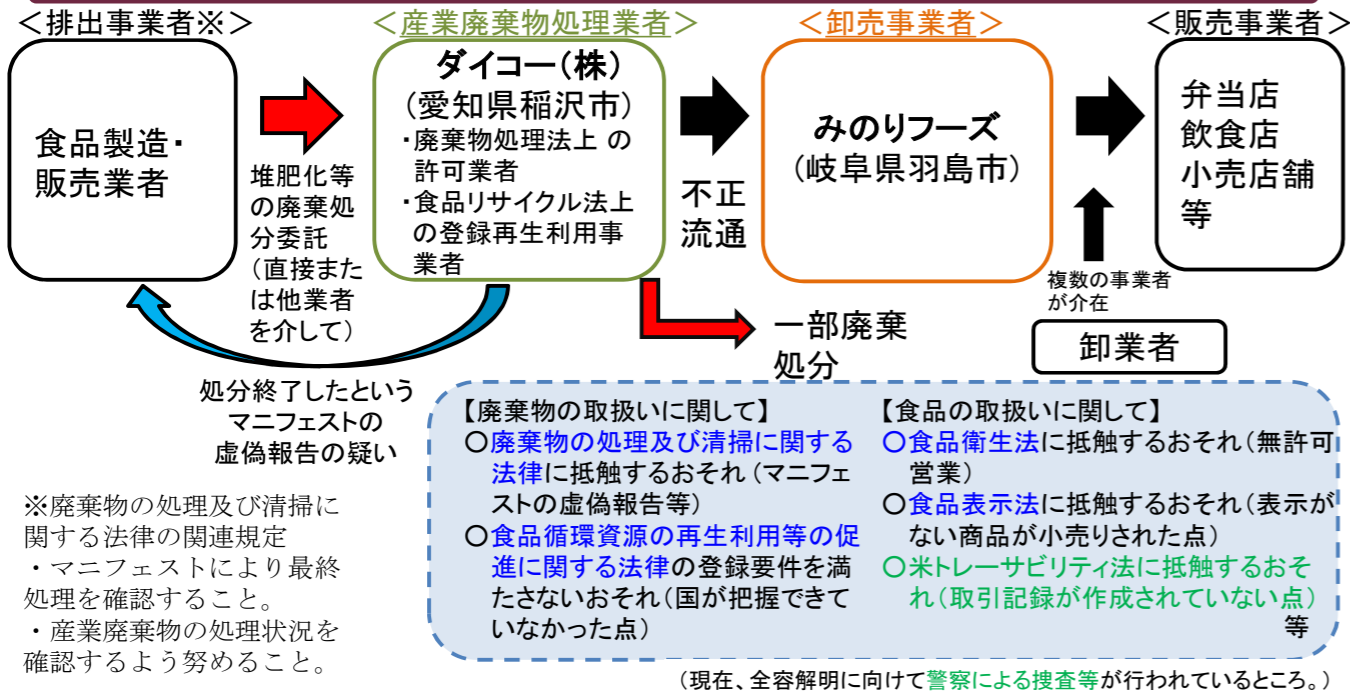 ＜排出事業者※＞
食品製造・
販売業者
堆肥化等
の廃棄処
分委託
（直接また
は他業者
を介して）
＜産業廃棄物処理業者＞
ダイコー（株）
（愛知県稲沢市）
・廃棄物処理法上 の
許可業者
・食品リサイクル法上
の登録再生利用事
業者
不正
流通
＜卸売事業者＞
みのりフーズ
（岐阜県羽島市）
＜販売事業者＞
弁当店
飲食店
小売店舗
等
複数の事業者
が介在
卸業者
一部廃棄
処分
処分終了したという
マニフェストの
虚偽報告の疑い
※廃棄物の処理及び清掃に
関する法律の関連規定
・マニフェストにより最終
処理を確認すること。
・産業廃棄物の処理状況を
確認するよう努めること。
【廃棄物の取扱いに関して】
○廃棄物の処理及び清掃に関する
法律に抵触するおそれ（マニフェ
ストの虚偽報告等）
○食品循環資源の再生利用等の促
進に関する法律の登録要件を満
たさないおそれ（国が把握できて
いなかった点）
【食品の取扱いに関して】
○食品衛生法に抵触するおそれ（無許可
営業）
○食品表示法に抵触するおそれ（表示が
ない商品が小売りされた点）
○米トレーサビリティ法に抵触するおそ
れ（取引記録が作成されていない点）
等
（現在、全容解明に向けて警察による捜査等が行われているところ。）